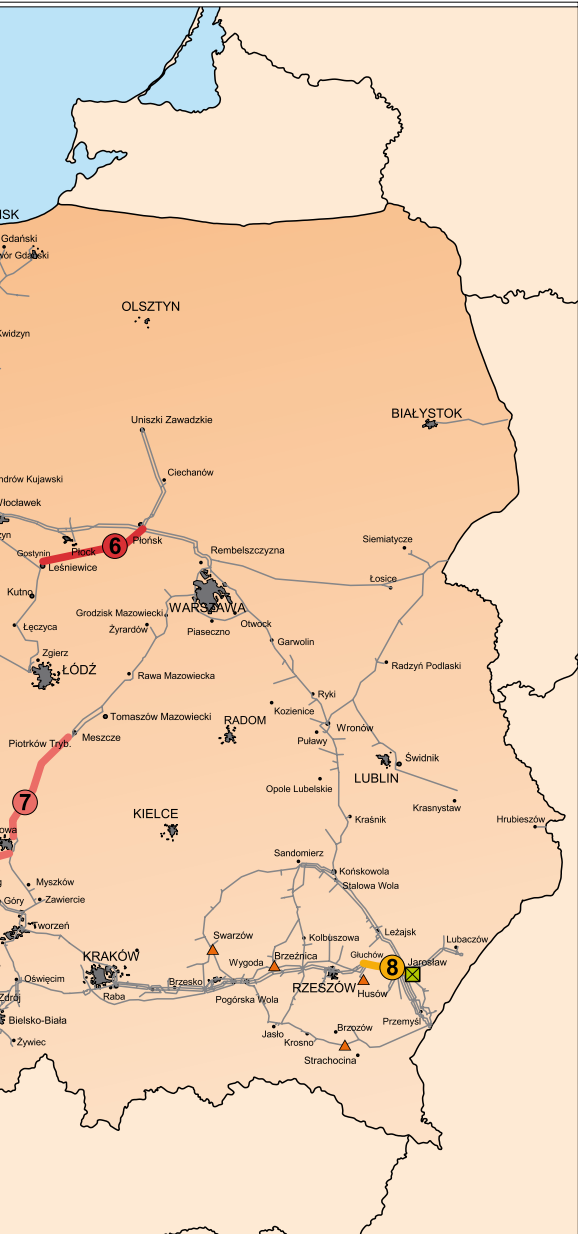 NSK
Gdański
wór Gdański
OLSZTYN
Kwidzyn
BIAŁYSTOK
Uniszki Zawadzkie
Ciechanów
ndrów Kujawski
Włocławek
zyn
Płońsk
6
Płock
Gostynin
Leśniewice
Rembelszczyzna
Siemiatycze
Łosice
Kutno
Grodzisk Mazowiecki
WARSZAWA
Żyrardów
Piaseczno
Otwock
Łęczyca
Garwolin
Zgierz
ŁÓDŹ
Rawa Mazowiecka
Radzyń Podlaski
Ryki
Kozienice
Tomaszów Mazowiecki
RADOM
Wronów
Puławy
Piotrków Tryb.
Meszcze
Świdnik
LUBLIN
Opole Lubelskie
7
KIELCE
Krasnystaw
Kraśnik
Hrubieszów
owa
Sandomierz
Końskowola
Stalowa Wola
Myszków
Góry
Zawiercie
Tworzeń
Swarzów
Kolbuszowa
Leżajsk
Lubaczów
KRAKÓW
Wygoda
Brzeźnica
Głuchów
8
Jarosław
Oświęcim
Brzesko
RZESZÓW
Husów
Zdrój
Raba
Pogórska Wola
Przemyśl
Bielsko-Biała
Żywiec
Jasło
Krosno
Brzozów
Strachocina